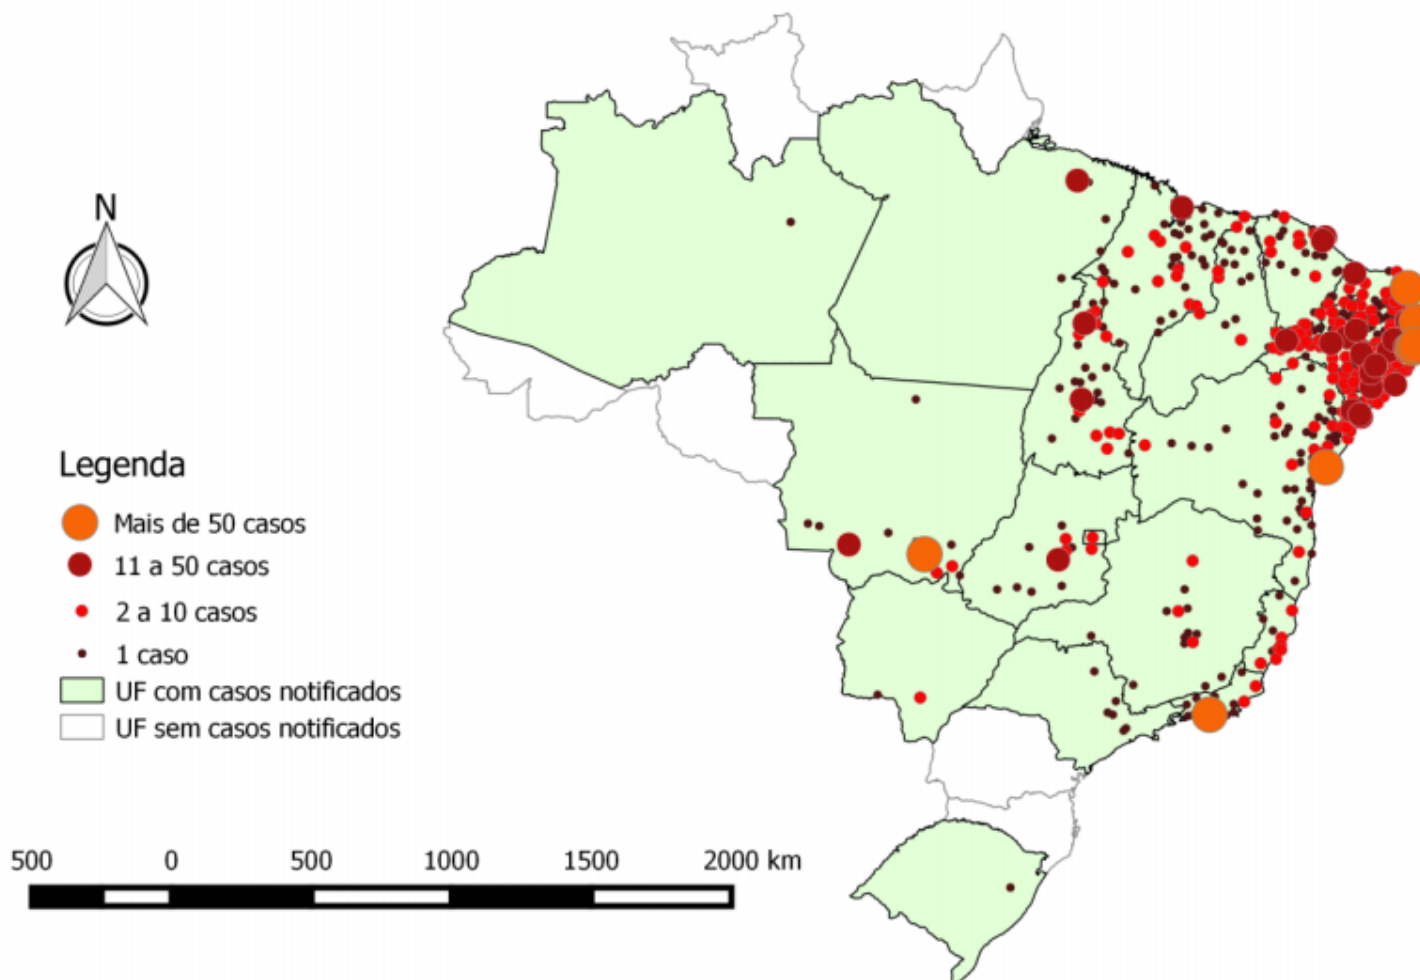 N
Legenda
Mais de 50 casos
11 a 50 casos
2 a 10 casos
1 caso
UF com casos notificados
UF sem casos notificados
500 0 500 1000 1500 2000 km